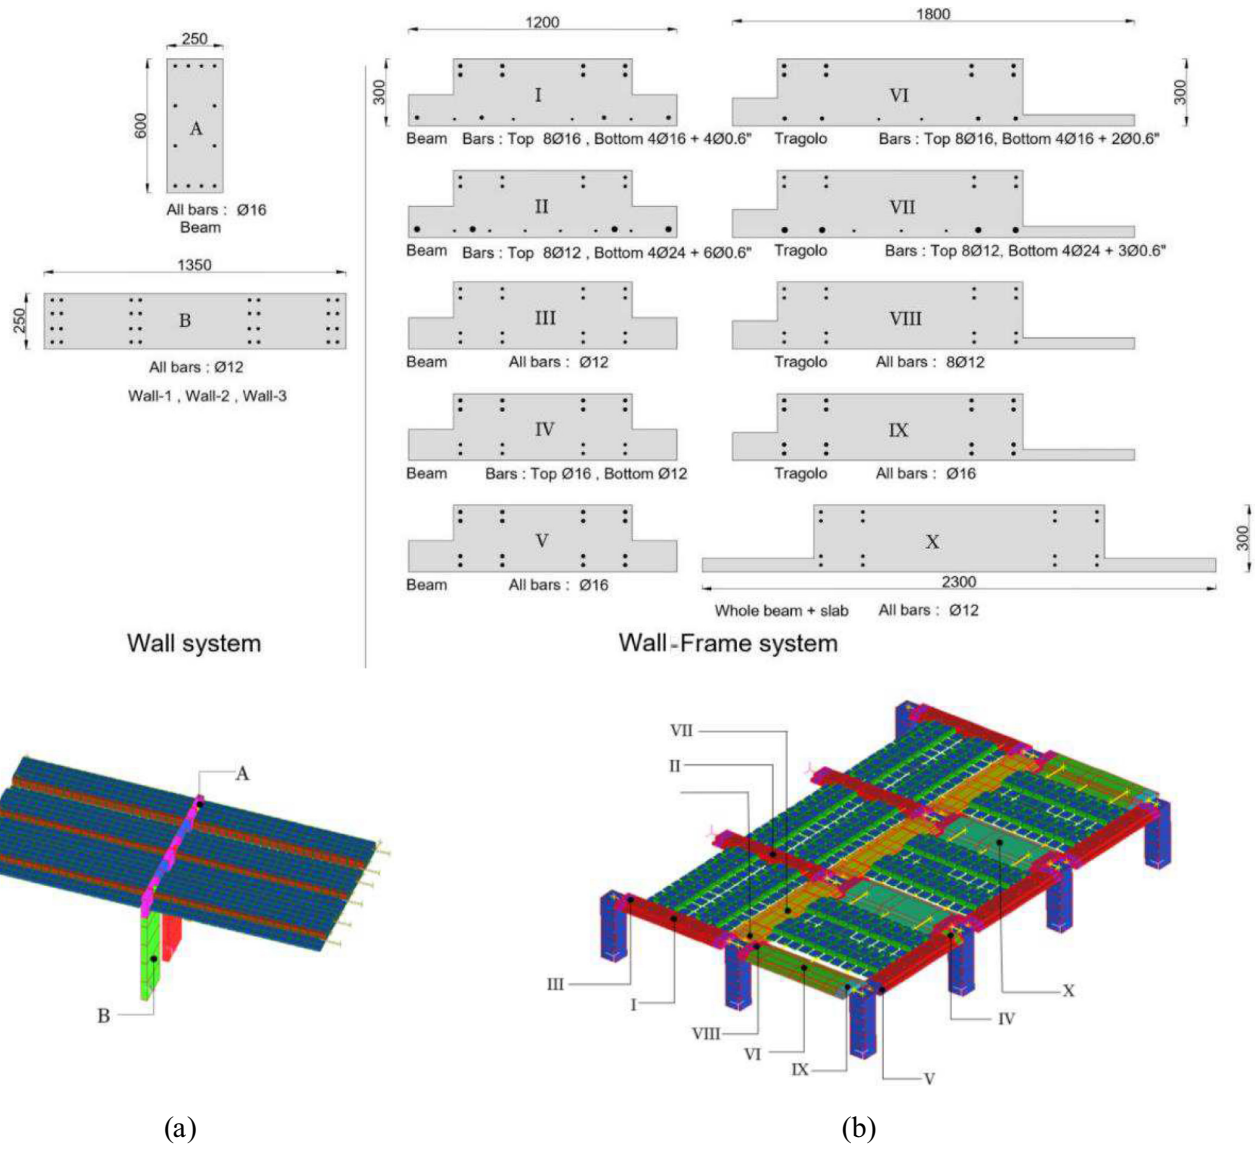 250
600
A
All bars : Ø16
Beam
1350
250
B
All bars : Ø12
Wall-1 , Wall-2 , Wall-3
Wall system
1200
300
I
Beam Bars : Top 8Ø16 , Bottom 4Ø16 + 4Ø0.6"
II
Beam Bars : Top 8Ø12 , Bottom 4Ø24 + 6Ø0.6"
III
Beam All bars : Ø12
IV
Beam Bars : Top Ø16 , Bottom Ø12
V
Beam All bars : Ø16
1800
300
VI
Tragolo Bars : Top 8Ø16, Bottom 4Ø16 + 2Ø0.6"
VII
Tragolo Bars : Top 8Ø12, Bottom 4Ø24 + 3Ø0.6"
VIII
Tragolo All bars : 8Ø12
IX
Tragolo All bars : Ø16
X
300
2300
Whole beam + slab All bars : Ø12
Wall-Frame system
A
B
VII
II
III
I
VIII
VI
IX
V
IV
X
(a)
(b)